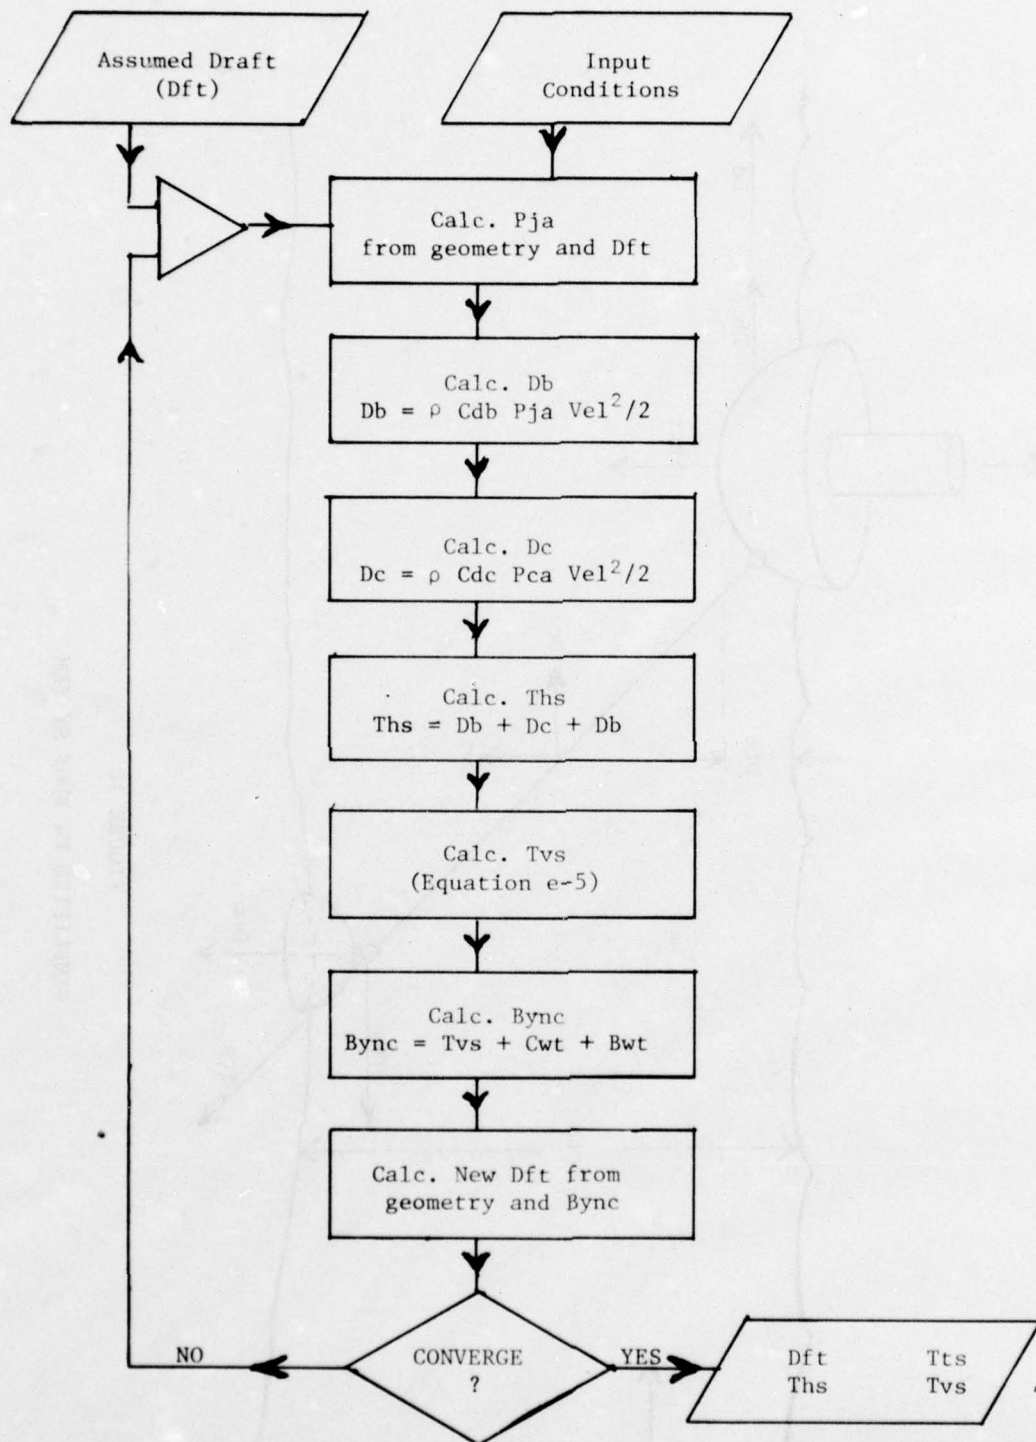 Assumed Draft
(Dft)
Input
Conditions
Calc. Pja
from geometry and Dft
Calc. Db
Db = ρ Cdb Pja Vel²/2
Calc. Dc
Dc = ρ Cdc Pca Vel²/2
Calc. Ths
Ths = Db + Dc + Db
Calc. Tvs
(Equation e-5)
Calc. Bync
Bync = Tvs + Cwt + Bwt
Calc. New Dft from
geometry and Bync
NO
CONVERGE
?
YES
Dft Tts
Ths Tvs